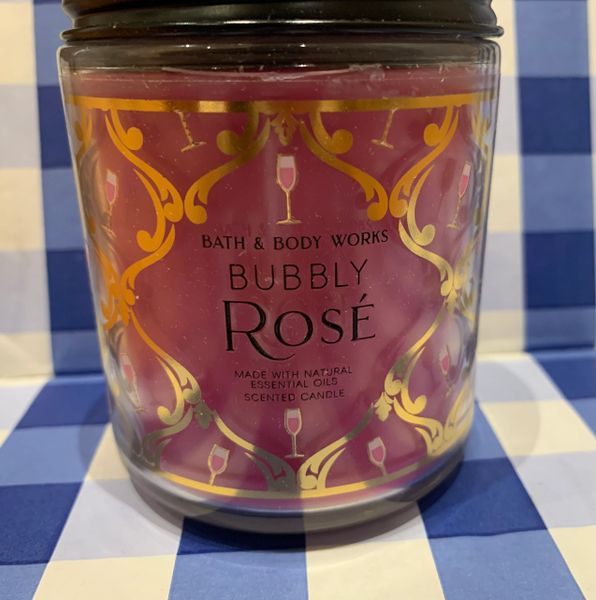 BATH & BODY WORKS
BUBBLY
ROSÉ
MADE WITH NATURAL
ESSENTIAL OILS
SCENTED CANDLE